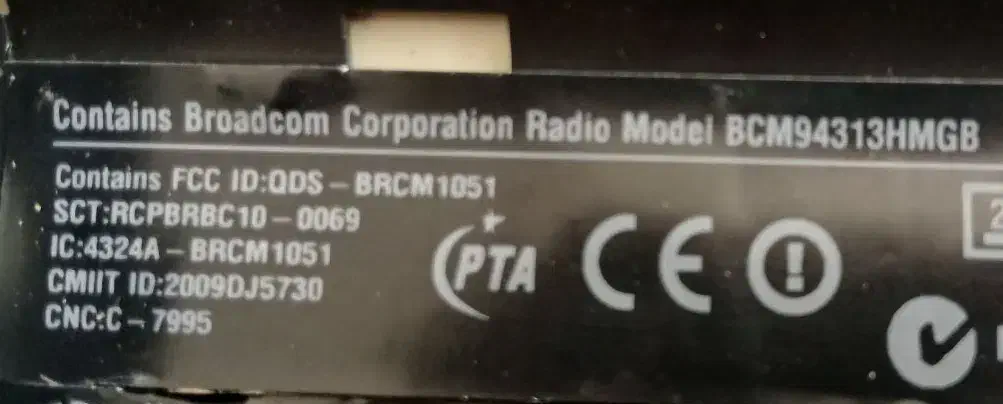 Contains Broadcom Corporation Radio Model BCM94313HMGB
Contains FCC ID:QDS-BRCM1051
SCT:RCPBRBC10-0069
IC:4324A-BRCM1051
CMIIT ID:2009DJ5730
CNC:C-7995
PTA
CE
2